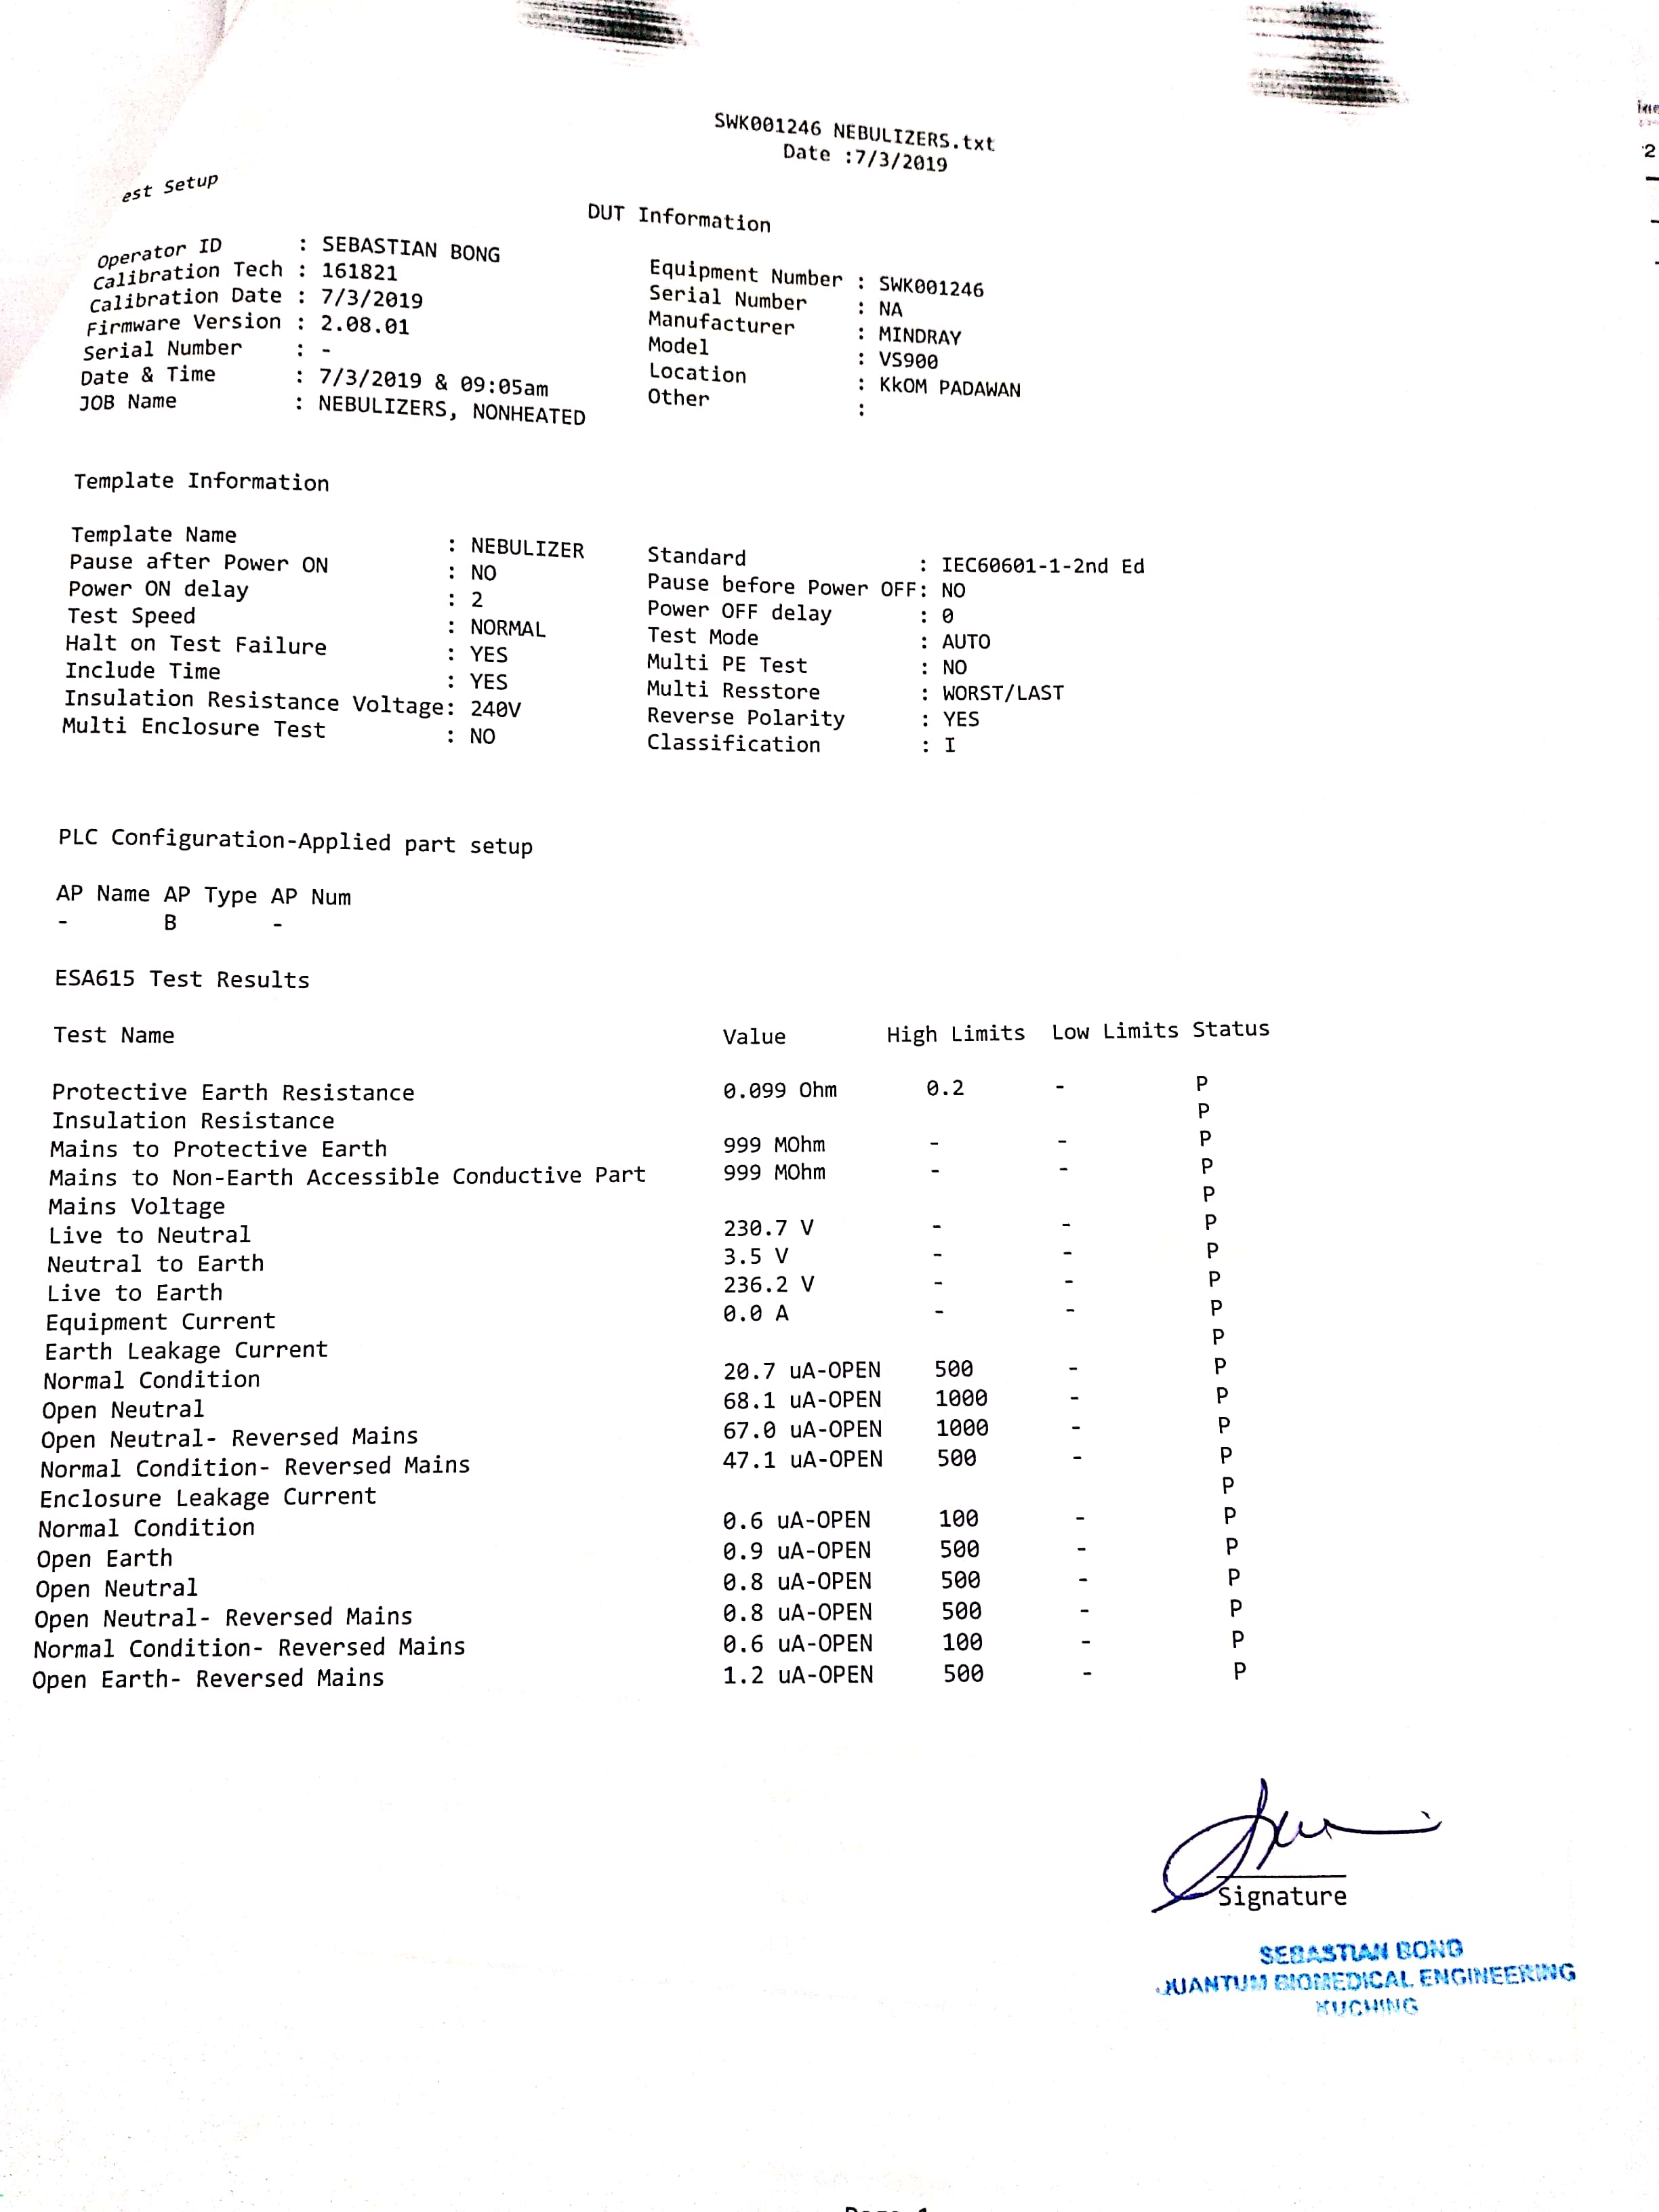 SWK001246 NEBULIZERS.txt
Date :7/3/2019
est Setup
DUT Information
Operator ID : SEBASTIAN BONG
Calibration Tech : 161821
Calibration Date : 7/3/2019
Firmware Version : 2.08.01
Serial Number : -
Date & Time : 7/3/2019 & 09:05am
JOB Name : NEBULIZERS, NONHEATED
Equipment Number : SWK001246
Serial Number : NA
Manufacturer : MINDRAY
Model : VS900
Location : KkOM PADAWAN
Other :
Template Information
Template Name : NEBULIZER
Pause after Power ON : NO
Power ON delay : 2
Test Speed : NORMAL
Halt on Test Failure : YES
Include Time : YES
Insulation Resistance Voltage: 240V
Multi Enclosure Test : NO
Standard : IEC60601-1-2nd Ed
Pause before Power OFF: NO
Power OFF delay : 0
Test Mode : AUTO
Multi PE Test : NO
Multi Resstore : WORST/LAST
Reverse Polarity : YES
Classification : I
PLC Configuration-Applied part setup
AP Name AP Type AP Num
- B -
ESA615 Test Results
Test Name Value High Limits Low Limits Status
Protective Earth Resistance 0.099 Ohm 0.2 - P
Insulation Resistance P
Mains to Protective Earth 999 MOhm - - P
Mains to Non-Earth Accessible Conductive Part 999 MOhm - - P
Mains Voltage P
Live to Neutral 230.7 V - - P
Neutral to Earth 3.5 V - - P
Live to Earth 236.2 V - - P
Equipment Current 0.0 A - - P
Earth Leakage Current P
Normal Condition 20.7 uA-OPEN 500 - P
Open Neutral 68.1 uA-OPEN 1000 - P
Open Neutral- Reversed Mains 67.0 uA-OPEN 1000 - P
Normal Condition- Reversed Mains 47.1 uA-OPEN 500 - P
Enclosure Leakage Current P
Normal Condition 0.6 uA-OPEN 100 - P
Open Earth 0.9 uA-OPEN 500 - P
Open Neutral 0.8 uA-OPEN 500 - P
Open Neutral- Reversed Mains 0.8 uA-OPEN 500 - P
Normal Condition- Reversed Mains 0.6 uA-OPEN 100 - P
Open Earth- Reversed Mains 1.2 uA-OPEN 500 - P
Signature
SEBASTIAN BONG
QUANTUM BIOMEDICAL ENGINEERING
KUCHING